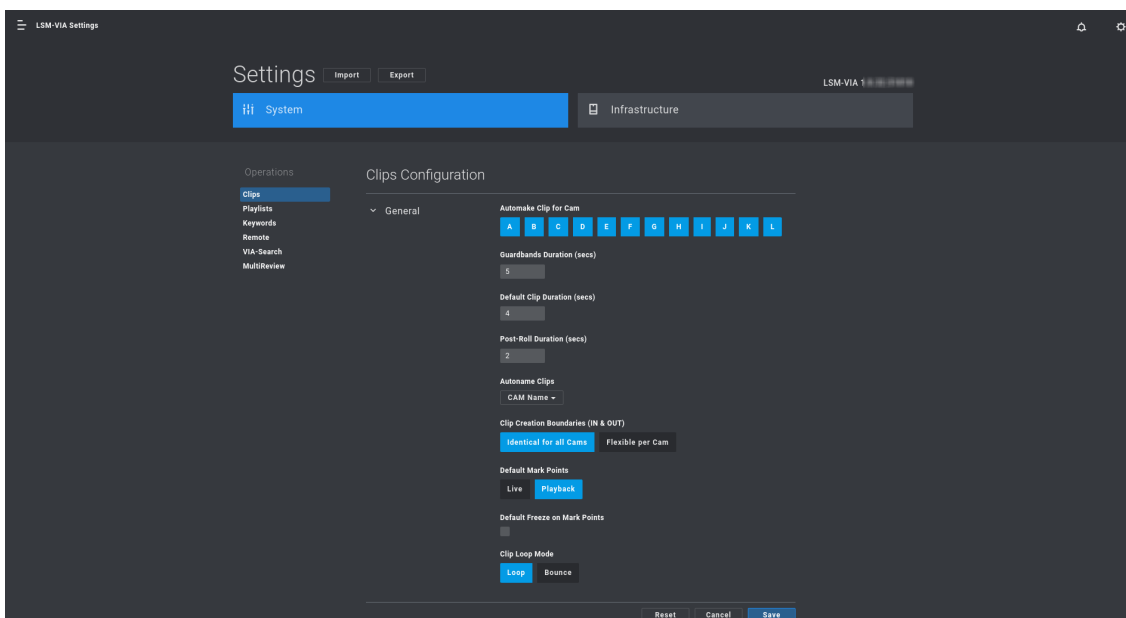 LSM-VIA Settings
Settings Import Export
LSM-VIA 1
System
Infrastructure
Operations
Clips
Playlists
Keywords
Remote
VIA-Search
MultiReview
Clips Configuration
General
Automake Clip for Cam
A B C D E F G H I J K L
Guardbands Duration (secs)
5
Default Clip Duration (secs)
4
Post-Roll Duration (secs)
2
Autoname Clips
CAM Name
Clip Creation Boundaries (IN & OUT)
Identical for all Cams Flexible per Cam
Default Mark Points
Live Playback
Default Freeze on Mark Points
Clip Loop Mode
Loop Bounce
Reset Cancel Save